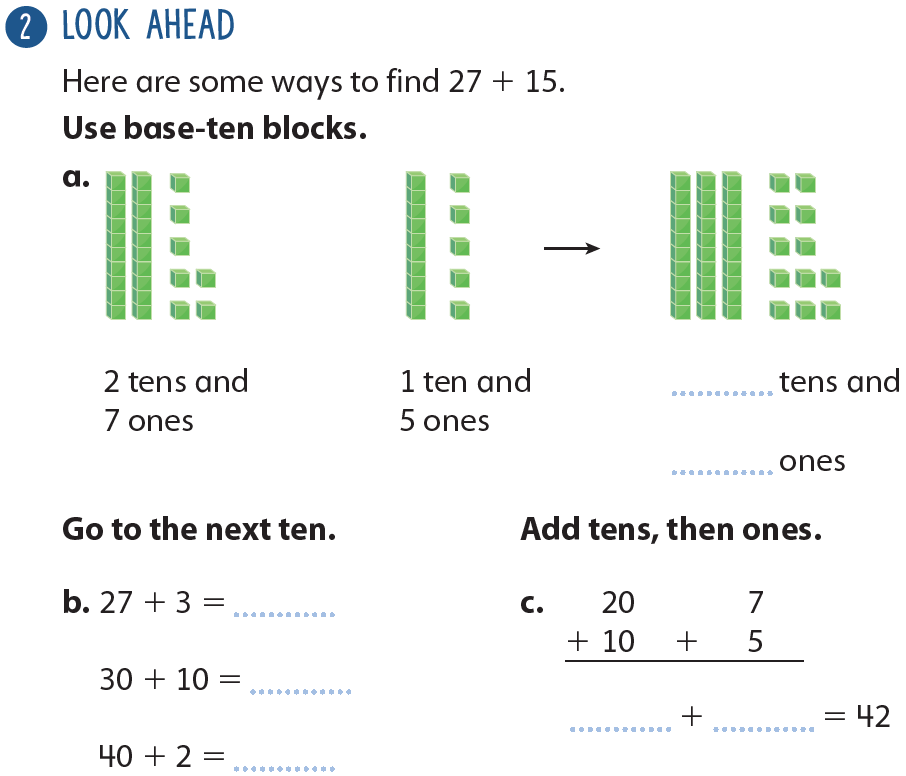 2 LOOK AHEAD
Here are some ways to find 27 + 15.
Use base-ten blocks.
a.
2 tens and
7 ones
1 ten and
5 ones
............ tens and
............ ones
Go to the next ten.
b. 27 + 3 = ............
30 + 10 = ............
40 + 2 = ............
Add tens, then ones.
c. 20 7
+ 10 + 5
............ + ............ = 42